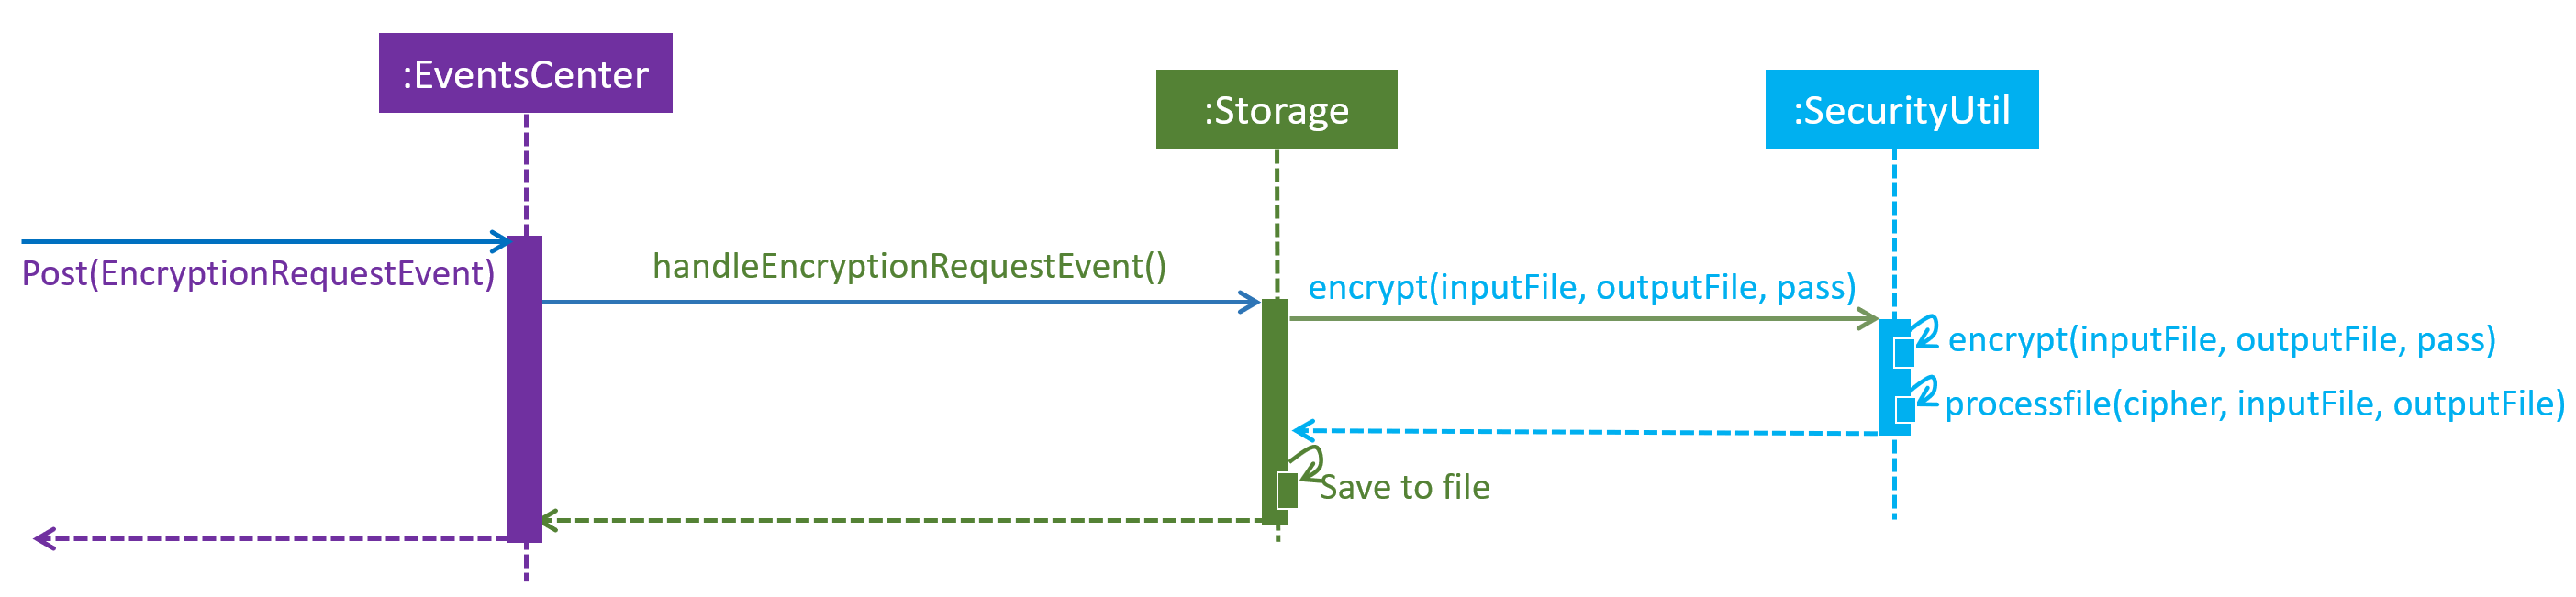 :EventsCenter
:Storage
:SecurityUtil
Post(EncryptionRequestEvent)
handleEncryptionRequestEvent()
encrypt(inputFile, outputFile, pass)
encrypt(inputFile, outputFile, pass)
processfile(cipher, inputFile, outputFile)
Save to file